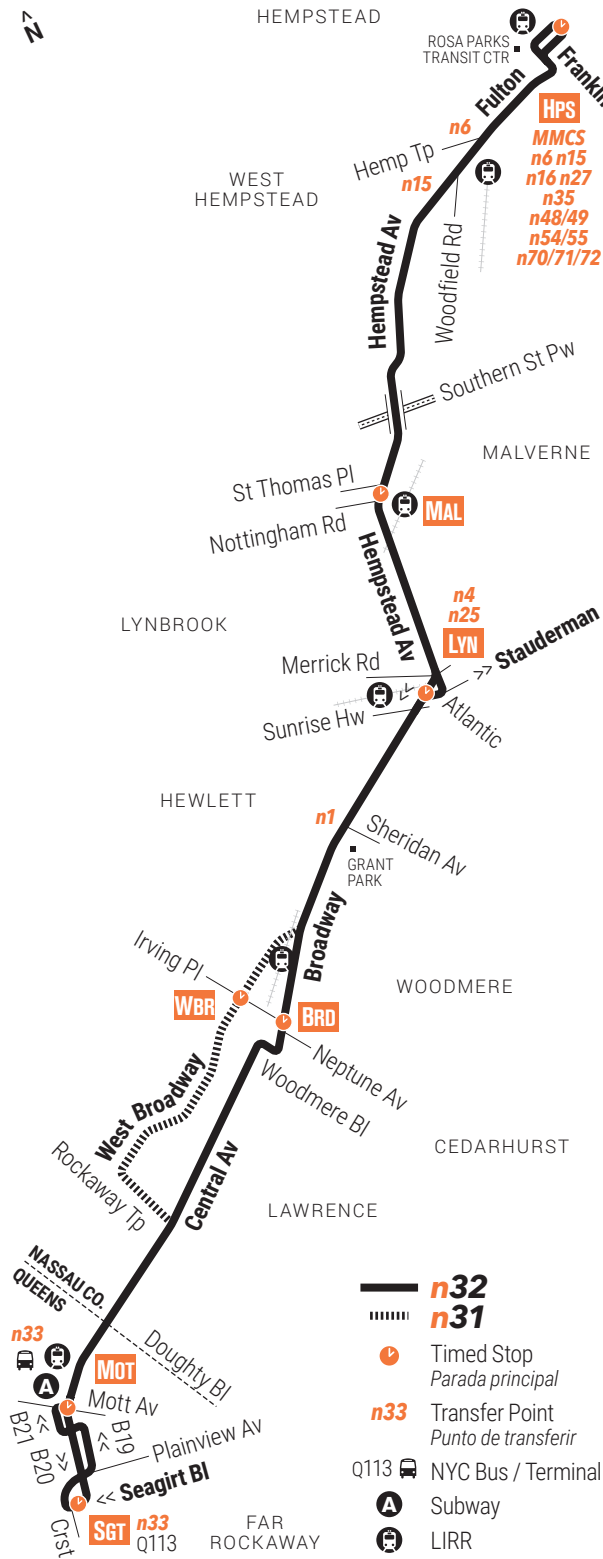 N
HEMPSTEAD
ROSA PARKS
TRANSIT CTR
Franklin
Fulton
HPS
MMCS
n6 n15
n16 n27
n35
n48/49
n54/55
n70/71/72
n6
Hemp Tp
n15
WEST
HEMPSTEAD
Woodfield Rd
Hempstead Av
Southern St Pw
MALVERNE
St Thomas Pl
MAL
Nottingham Rd
Hempstead Av
n4
n25
LYN
LYNBROOK
>> Stauderman
Merrick Rd
<<
Atlantic
Sunrise Hw
HEWLETT
n1
Sheridan Av
GRANT
PARK
Broadway
Irving Pl
WOODMERE
WBR
BRD
Neptune Av
Woodmere Bl
West Broadway
CEDARHURST
Rockaway Tp
Central Av
LAWRENCE
NASSAU CO.
QUEENS
Doughty Bl
n33
MOT
A
Mott Av
B21
<<
B20
>>
B19
<<
Plainview Av
<< Seagirt Bl
SGT
n33
Q113
Crst
FAR
ROCKAWAY
n32
n31
Timed Stop
Parada principal
n33 Transfer Point
Punto de transferir
Q113 NYC Bus / Terminal
A Subway
LIRR